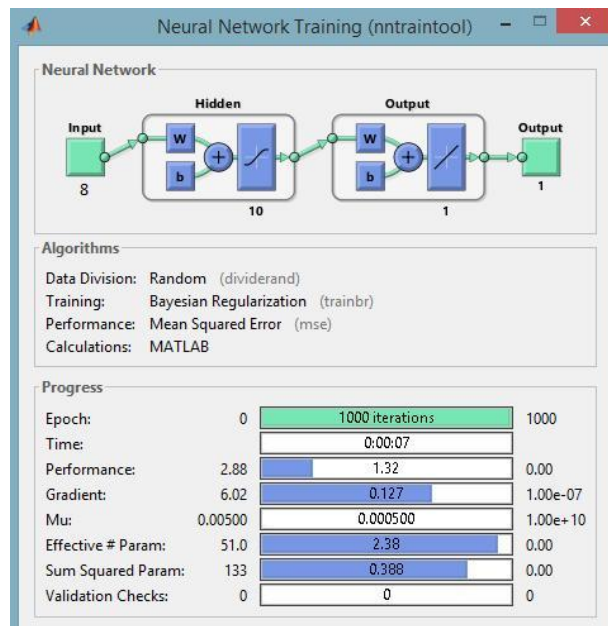 Neural Network Training (nntraintool)
Neural Network
Hidden
Output
Input
Output
W
W
b
b
8
10
1
1
Algorithms
Data Division: Random (dividerand)
Training: Bayesian Regularization (trainbr)
Performance: Mean Squared Error (mse)
Calculations: MATLAB
Progress
Epoch: 0 1000 iterations 1000
Time: 0:00:07
Performance: 2.88 1.32 0.00
Gradient: 6.02 0.127 1.00e-07
Mu: 0.00500 0.000500 1.00e+10
Effective # Param: 51.0 2.38 0.00
Sum Squared Param: 133 0.388 0.00
Validation Checks: 0 0 0